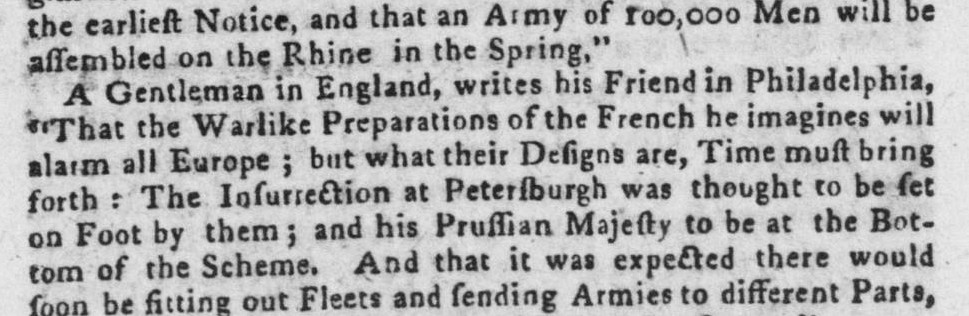 the earlieſt Notice, and that an Army of 100,000 Men will be
aſſembled on the Rhine in the Spring,"
A Gentleman in England, writes his Friend in Philadelphia,
"That the Warlike Preparations of the French he imagines will
alarm all Europe ; but what their Deſigns are, Time muſt bring
forth : The Inſurrection at Peterſburgh was thought to be ſet
on Foot by them ; and his Pruſſian Majeſty to be at the Bot-
tom of the Scheme. And that it was expected there would
ſoon be fitting out Fleets and ſending Armies to different Parts,